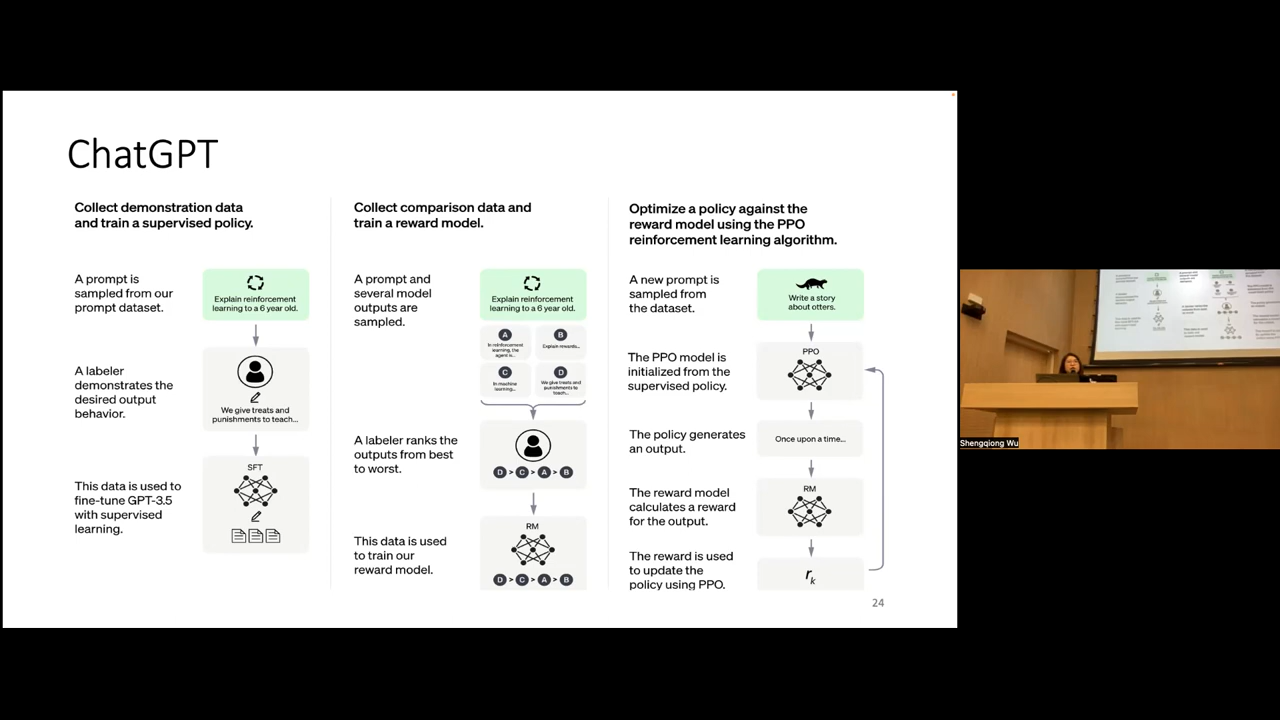 ChatGPT
Collect demonstration data
and train a supervised policy.
A prompt is
sampled from our
prompt dataset.
Explain reinforcement
learning to a 6 year old.
A labeler
demonstrates the
desired output
behavior.
We give treats and
punishments to teach...
This data is used to
fine-tune GPT-3.5
with supervised
learning.
SFT
Collect comparison data and
train a reward model.
A prompt and
several model
outputs are
sampled.
Explain reinforcement
learning to a 6 year old.
A
In reinforcement
learning, the
agent is...
B
Explain rewards...
C
In machine
learning...
D
We give treats and
punishments to
teach...
A labeler ranks the
outputs from best
to worst.
D > C > A > B
This data is used
to train our
reward model.
RM
D > C > A > B
Optimize a policy against the
reward model using the PPO
reinforcement learning algorithm.
A new prompt is
sampled from
the dataset.
Write a story
about otters.
The PPO model is
initialized from the
supervised policy.
PPO
The policy generates
an output.
Once upon a time...
The reward model
calculates a reward
for the output.
RM
The reward is used
to update the
policy using PPO.
rk
24
Shengqiong Wu